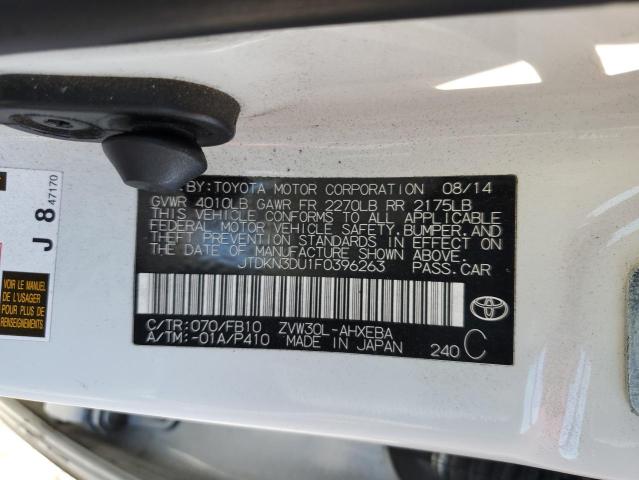 BY: TOYOTA MOTOR CORPORATION 08/14
GVWR 4010LB GAWR FR 2270LB RR 2175LB
THIS VEHICLE CONFORMS TO ALL APPLICABLE
FEDERAL MOTOR VEHICLE SAFETY, BUMPER, AND
THEFT PREVENTION STANDARDS IN EFFECT ON
THE DATE OF MANUFACTURE SHOWN ABOVE.
JTDKN3DU1F0396263 PASS.CAR
C/TR:070/FB10 ZVW30L-AHXEBA
A/TM:-01A/P410 MADE IN JAPAN 240 C
TOYOTA
J 8 47170
MANUEL DE
L'USAGER
POUR PLUS DE
RENSEIGNEMENTS